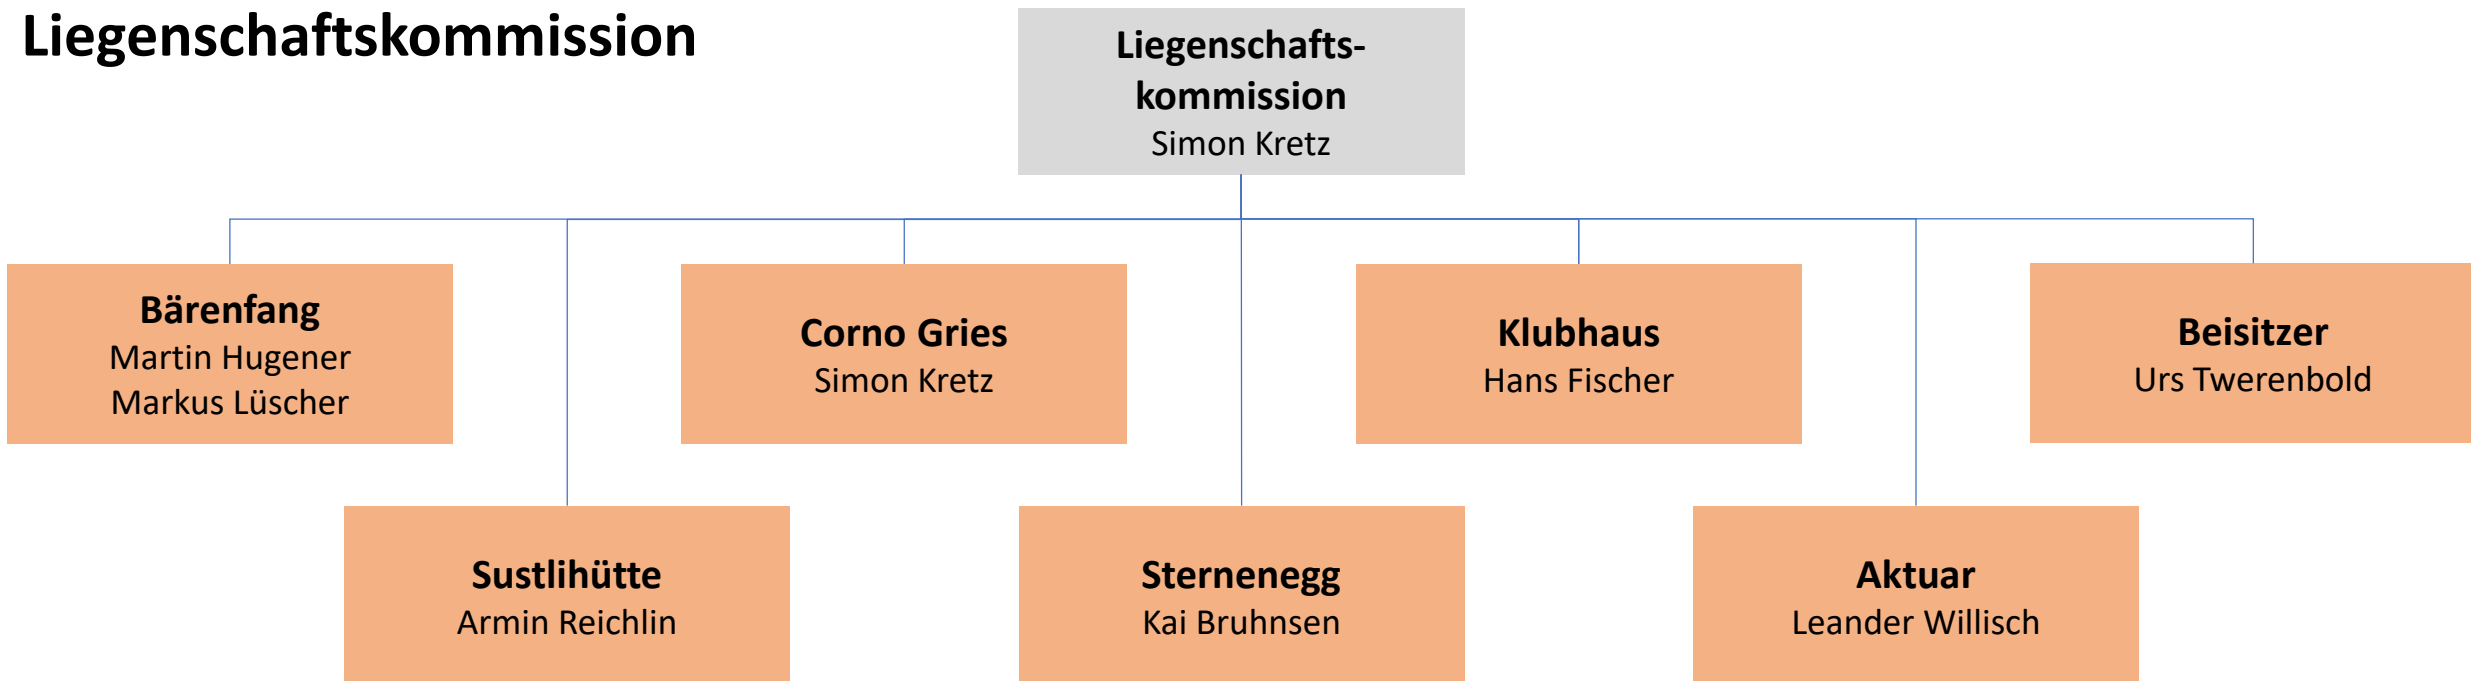 Liegenschaftskommission
Liegenschafts-
kommission
Simon Kretz
Bärenfang
Martin Hugener
Markus Lüscher
Corno Gries
Simon Kretz
Klubhaus
Hans Fischer
Beisitzer
Urs Twerenbold
Sustlihütte
Armin Reichlin
Sternenegg
Kai Bruhnsen
Aktuar
Leander Willisch